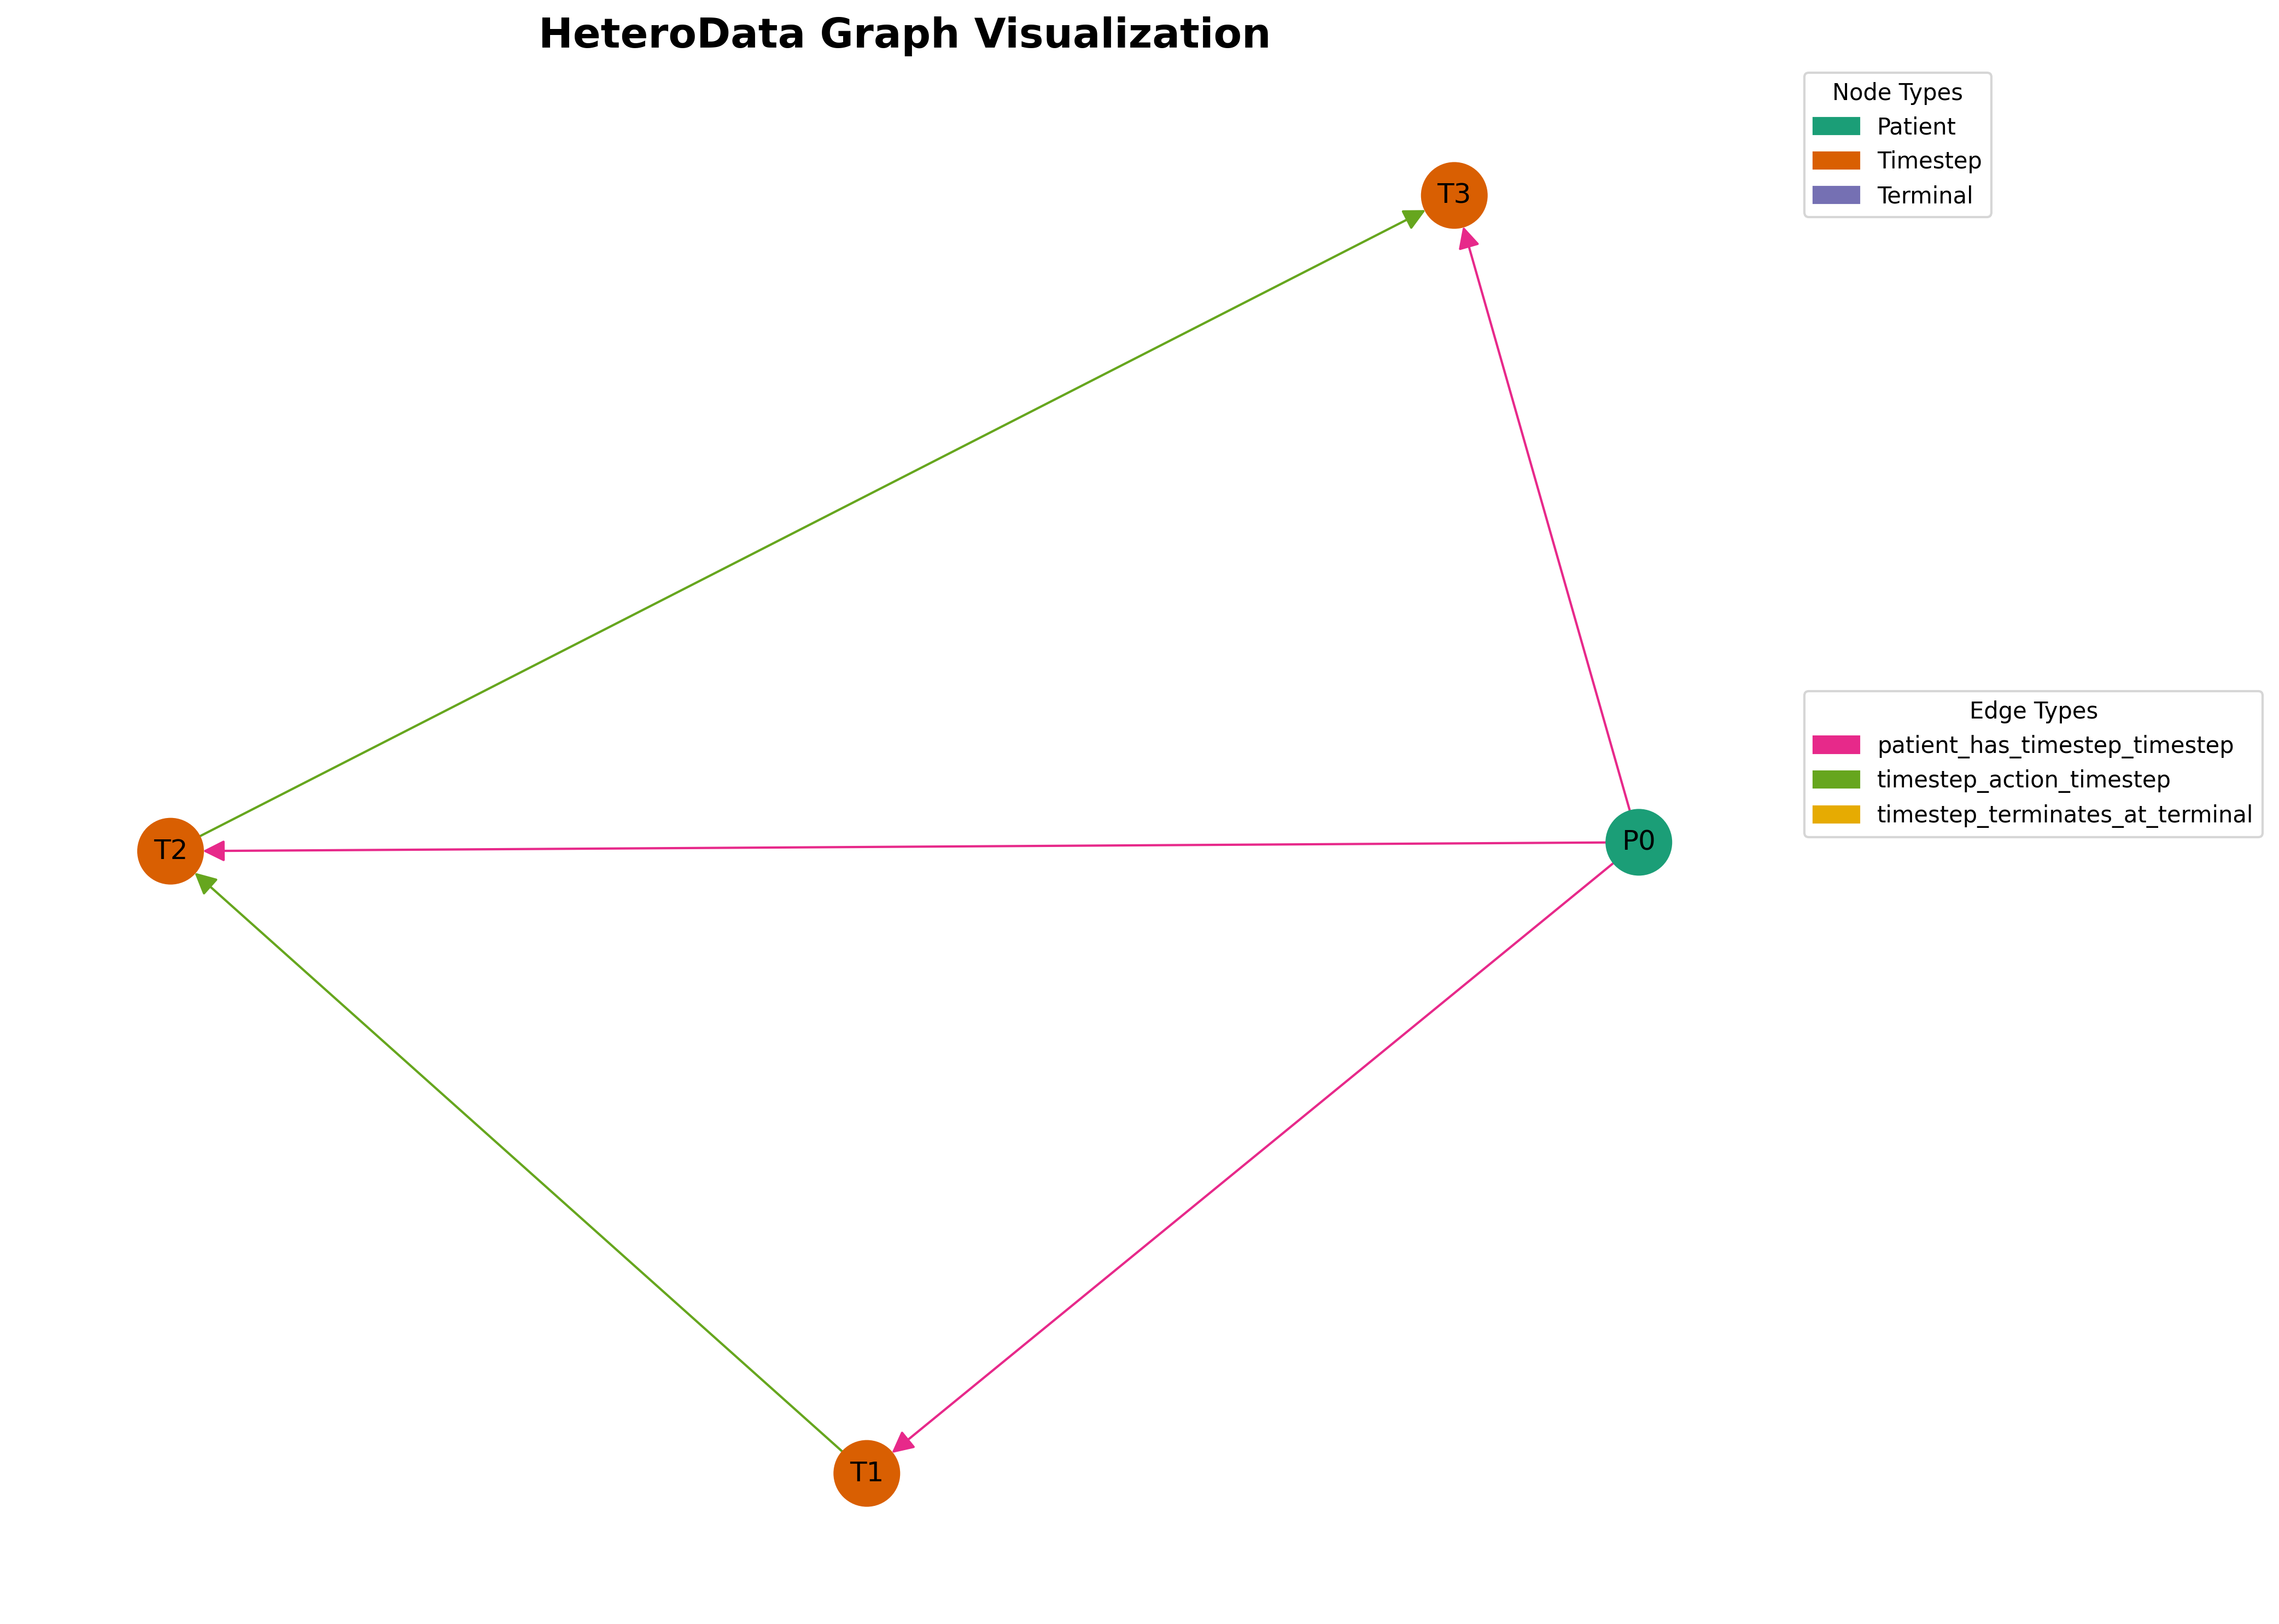 HeteroData Graph Visualization
Node Types
Patient
Timestep
Terminal
T3
Edge Types
patient_has_timestep_timestep
timestep_action_timestep
timestep_terminates_at_terminal
T2
P0
T1